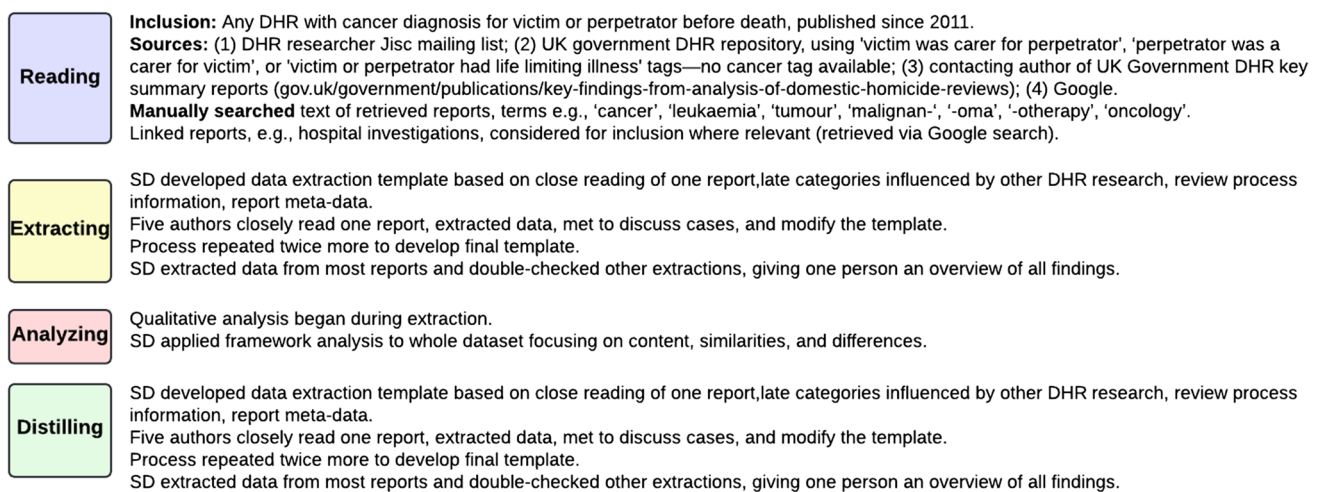 Reading
Inclusion: Any DHR with cancer diagnosis for victim or perpetrator before death, published since 2011.
Sources: (1) DHR researcher Jisc mailing list; (2) UK government DHR repository, using 'victim was carer for perpetrator', ‘perpetrator was a
carer for victim’, or 'victim or perpetrator had life limiting illness' tags—no cancer tag available; (3) contacting author of UK Government DHR key
summary reports (gov.uk/government/publications/key-findings-from-analysis-of-domestic-homicide-reviews); (4) Google.
Manually searched text of retrieved reports, terms e.g., ‘cancer’, ‘leukaemia’, ‘tumour’, ‘malignan-‘, ‘-oma’, ‘-otherapy’, ‘oncology’.
Linked reports, e.g., hospital investigations, considered for inclusion where relevant (retrieved via Google search).
Extracting
SD developed data extraction template based on close reading of one report,late categories influenced by other DHR research, review process
information, report meta-data.
Five authors closely read one report, extracted data, met to discuss cases, and modify the template.
Process repeated twice more to develop final template.
SD extracted data from most reports and double-checked other extractions, giving one person an overview of all findings.
Analyzing
Qualitative analysis began during extraction.
SD applied framework analysis to whole dataset focusing on content, similarities, and differences.
Distilling
SD developed data extraction template based on close reading of one report,late categories influenced by other DHR research, review process
information, report meta-data.
Five authors closely read one report, extracted data, met to discuss cases, and modify the template.
Process repeated twice more to develop final template.
SD extracted data from most reports and double-checked other extractions, giving one person an overview of all findings.